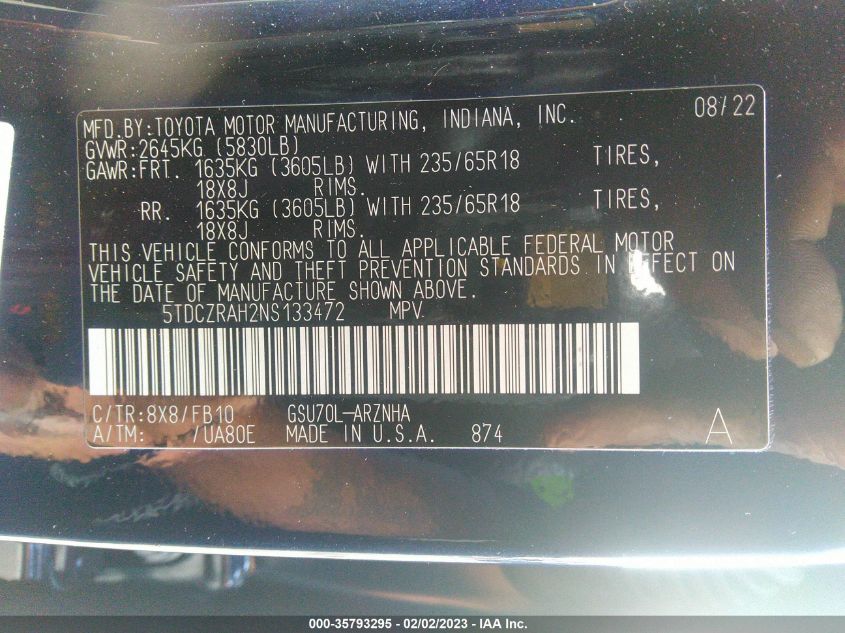 MFD.BY:TOYOTA MOTOR MANUFACTURING, INDIANA, INC. 08/22
GVWR:2645KG (5830LB)
GAWR:FRT. 1635KG (3605LB) WITH 235/65R18 TIRES,
18X8J RIMS.
RR. 1635KG (3605LB) WITH 235/65R18 TIRES,
18X8J RIMS.
THIS VEHICLE CONFORMS TO ALL APPLICABLE FEDERAL MOTOR
VEHICLE SAFETY AND THEFT PREVENTION STANDARDS IN EFFECT ON
THE DATE OF MANUFACTURE SHOWN ABOVE.
5TDCZRAH2NS133472 MPV.
C/TR:8X8/FB10 GSU70L-ARZNHA
A/TM: /UA80E MADE IN U.S.A. 874 A
000-35793295 - 02/02/2023 - IAA Inc.